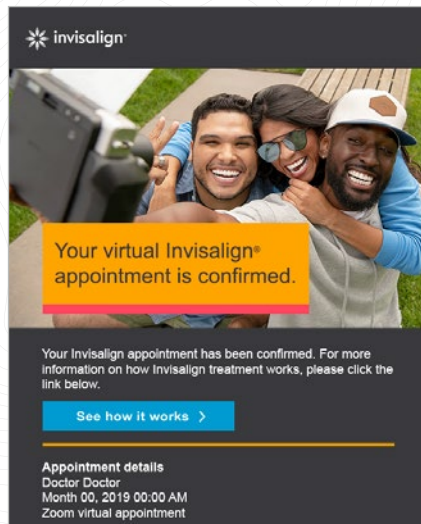 invisalign
Your virtual Invisalign®
appointment is confirmed.
Your Invisalign appointment has been confirmed. For more
information on how Invisalign treatment works, please click the
link below.
See how it works >
Appointment details
Doctor Doctor
Month 00, 2019 00:00 AM
Zoom virtual appointment